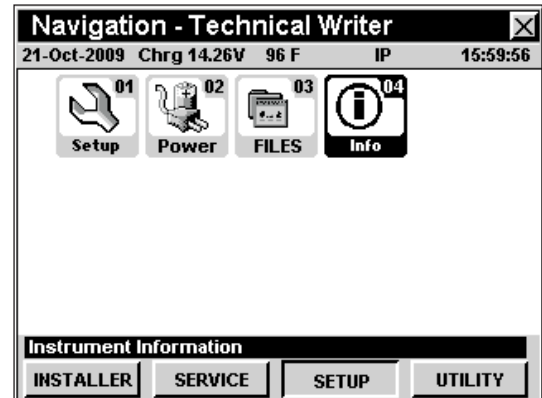 Navigation - Technical Writer
21-Oct-2009 Chrg 14.26V 96 F IP 15:59:56
01 02 03 04
Setup Power FILES Info
Instrument Information
INSTALLER SERVICE SETUP UTILITY